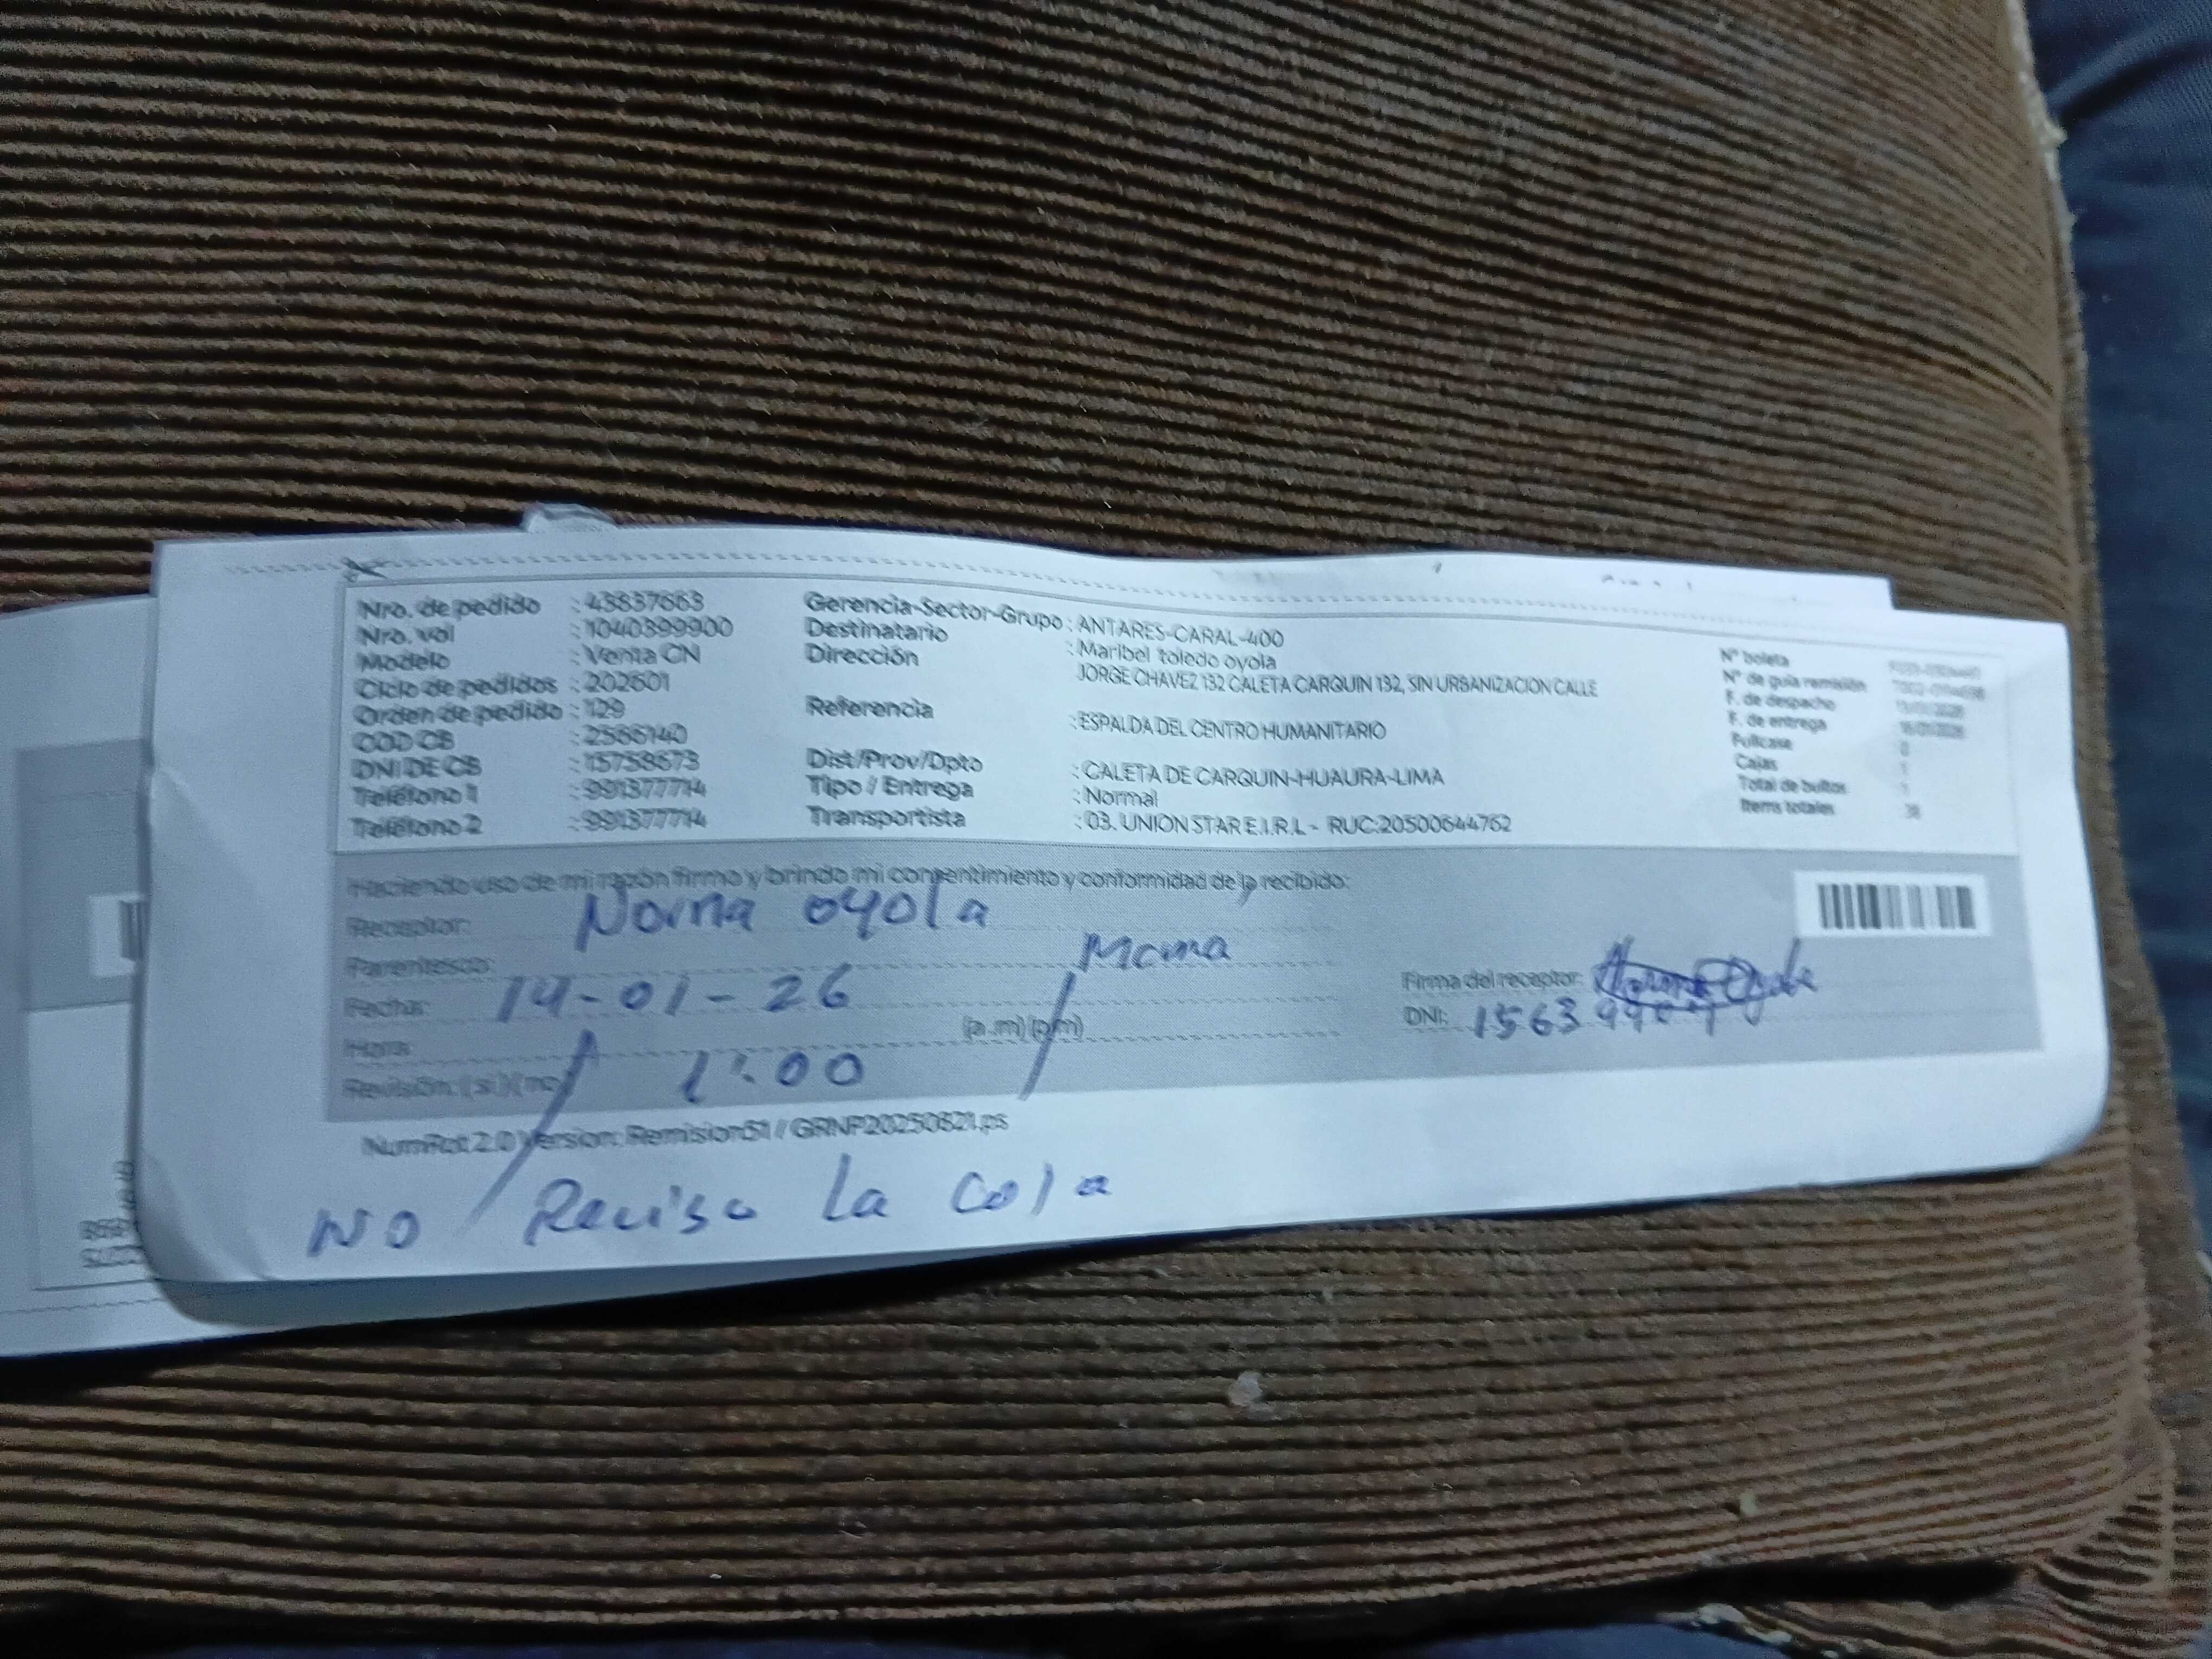 Nro. de pedido : 43837663
Nro. vol : 1040399900
Modelo : Venta CN
Ciclo de pedidos : 202601
Orden de pedido : 129
COD CB : 2566140
DNI DE CB : 15758673
Teléfono 1 : 991377714
Teléfono 2 : 991377714
Gerencia-Sector-Grupo : ANTARES-CARAL-400
Destinatario : Maribel toledo oyola
Dirección JORGE CHAVEZ 132 CALETA CARQUIN 132, SIN URBANIZACION CALLE
Referencia : ESPALDA DEL CENTRO HUMANITARIO
Dist/Prov/Dpto : CALETA DE CARQUIN-HUAURA-LIMA
Tipo / Entrega : Normal
Transportista : 03. UNION STAR E.I.R.L - RUC:20500644762
N° boleta
N° de guía remisión
F. de despacho
F. de entrega
Fullcase 0
Cajas 1
Total de bultos 1
Items totales 38
Haciendo uso de mi razón firmo y brindo mi consentimiento y conformidad de lo recibido:
Receptor: Norma oyola
Parentesco: Mama
Fecha: 14-01-26
Hora: (a.m) (p.m)
Revisión: ( si ) ( no ) 1:00
Firma del receptor:
DNI:
NumRot 2.0 Version: Remision51 // GRNP20250821.ps
NO Reviso la cola